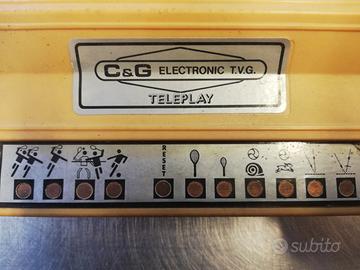 C&G ELECTRONIC T.V.G.
TELEPLAY
RESET
subito